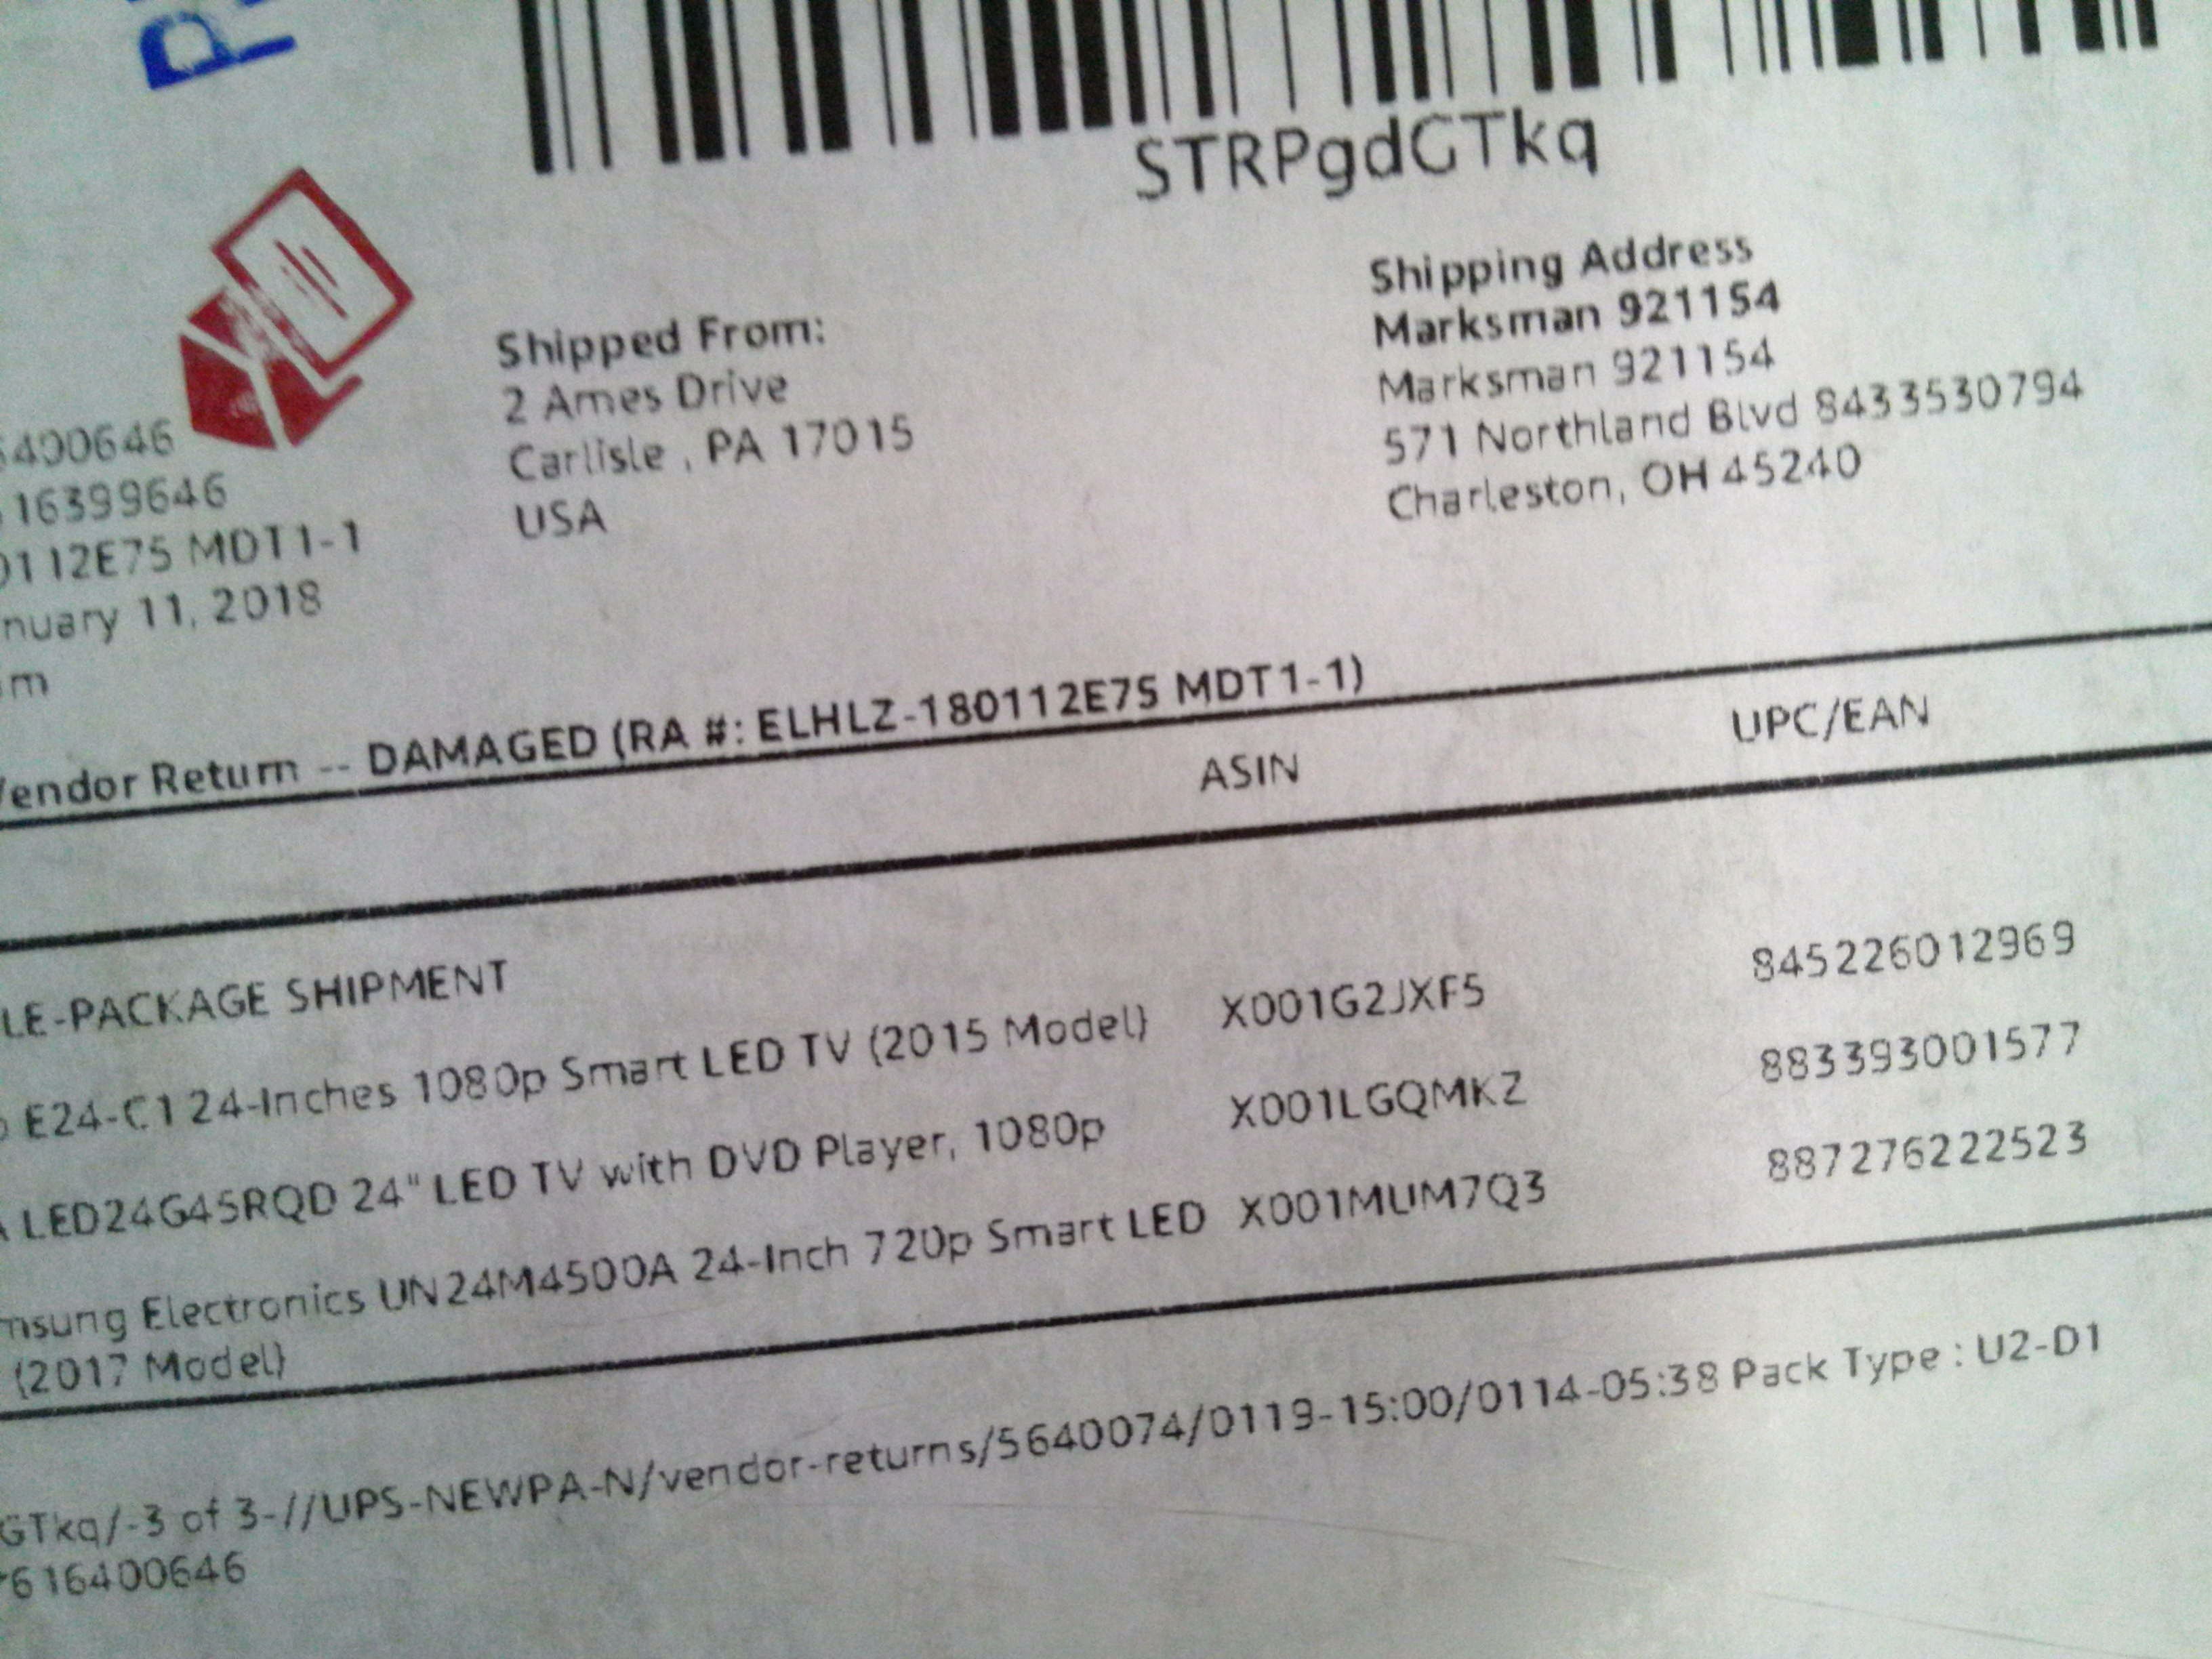 STRPgdGTkq
Shipping Address
Marksman 921154
Marksman 921154
571 Northland Blvd 8433530794
Charleston, OH 45240
Shipped From:
2 Ames Drive
Carlisle , PA 17015
USA
400646
16399646
0112E75 MDT1-1
nuary 11, 2018
m
Vendor Return -- DAMAGED (RA #: ELHLZ-180112E75 MDT1-1)
ASIN UPC/EAN
LE-PACKAGE SHIPMENT
E24-C1 24-Inches 1080p Smart LED TV (2015 Model) X001G2JXF5 845226012969
LED24G45RQD 24" LED TV with DVD Player, 1080p X001LGQMKZ 883393001577
msung Electronics UN24M4500A 24-Inch 720p Smart LED X001MUM7Q3 887276222523
(2017 Model)
GTkq/-3 of 3-//UPS-NEWPA-N/vendor-returns/5640074/0119-15:00/0114-05:38 Pack Type : U2-D1
616400646